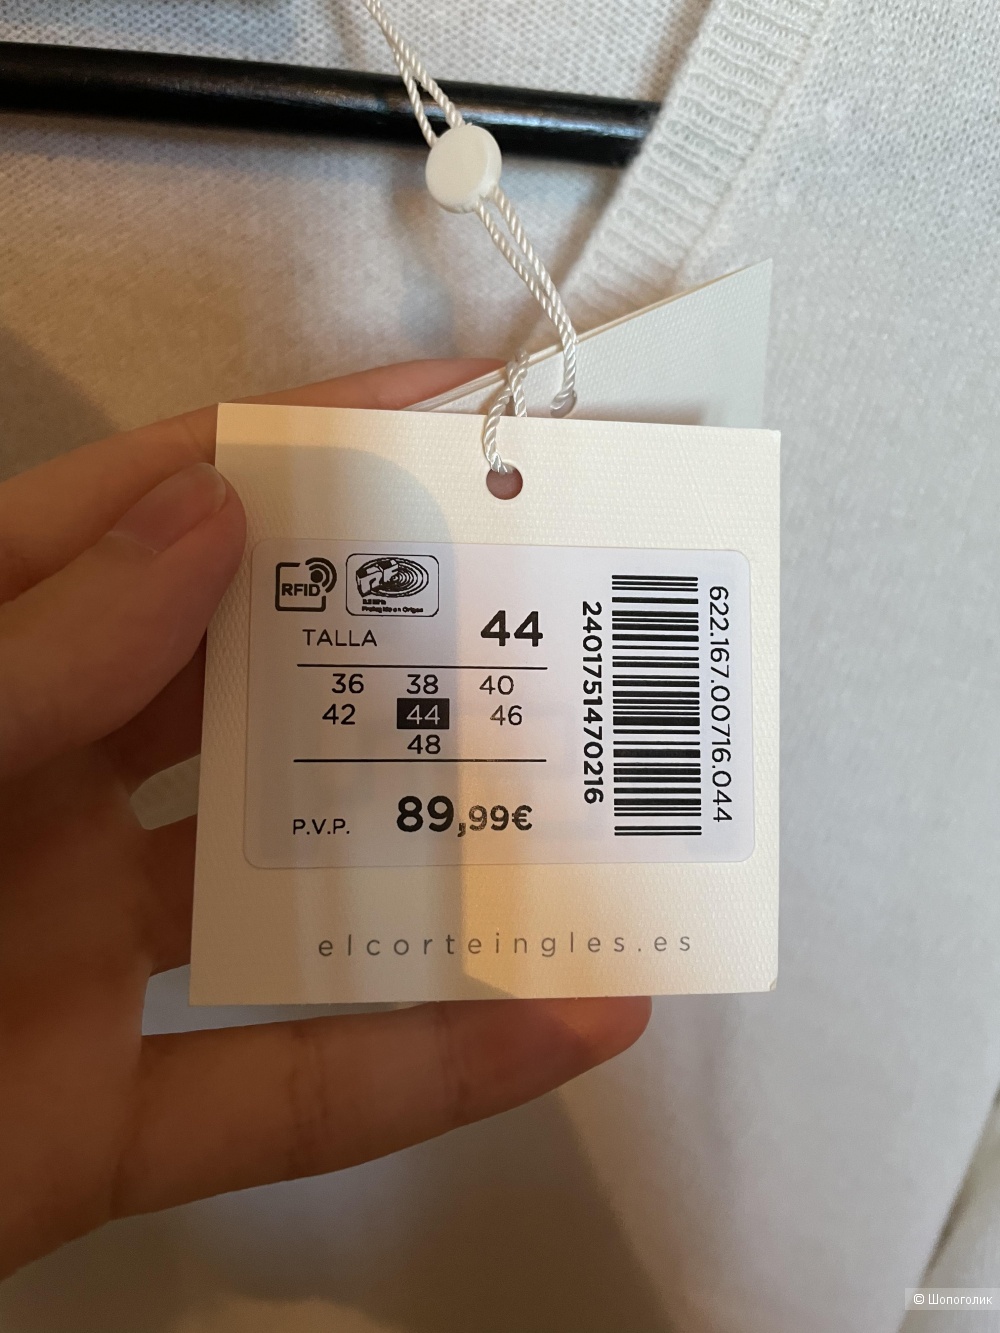 RFID
TALLA 44
36 38 40
42 44 46
48
P.V.P. 89,99€
2401751470216
622.167.00716.044
elcorteingles.es
© Шопоголик